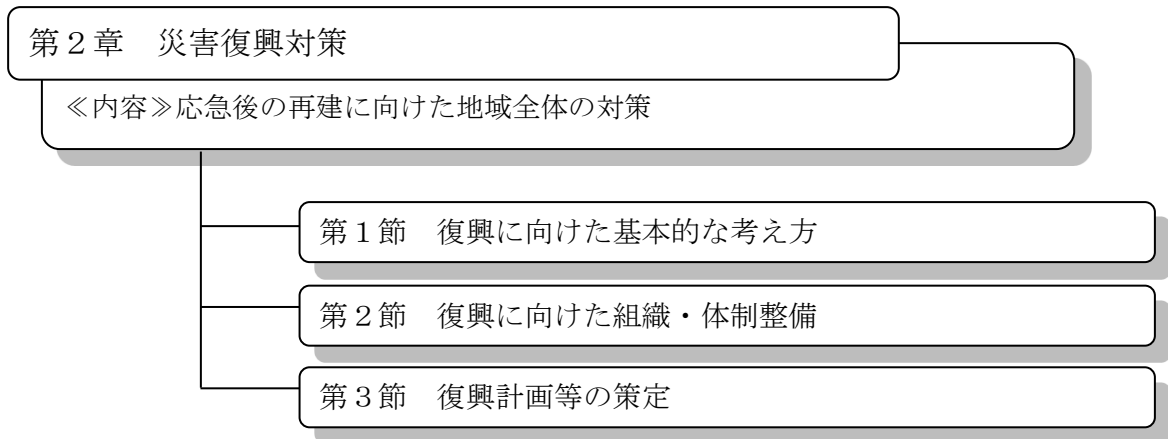 第２章　災害復興対策
≪内容≫応急後の再建に向けた地域全体の対策
第１節　復興に向けた基本的な考え方
第２節　復興に向けた組織・体制整備
第３節　復興計画等の策定